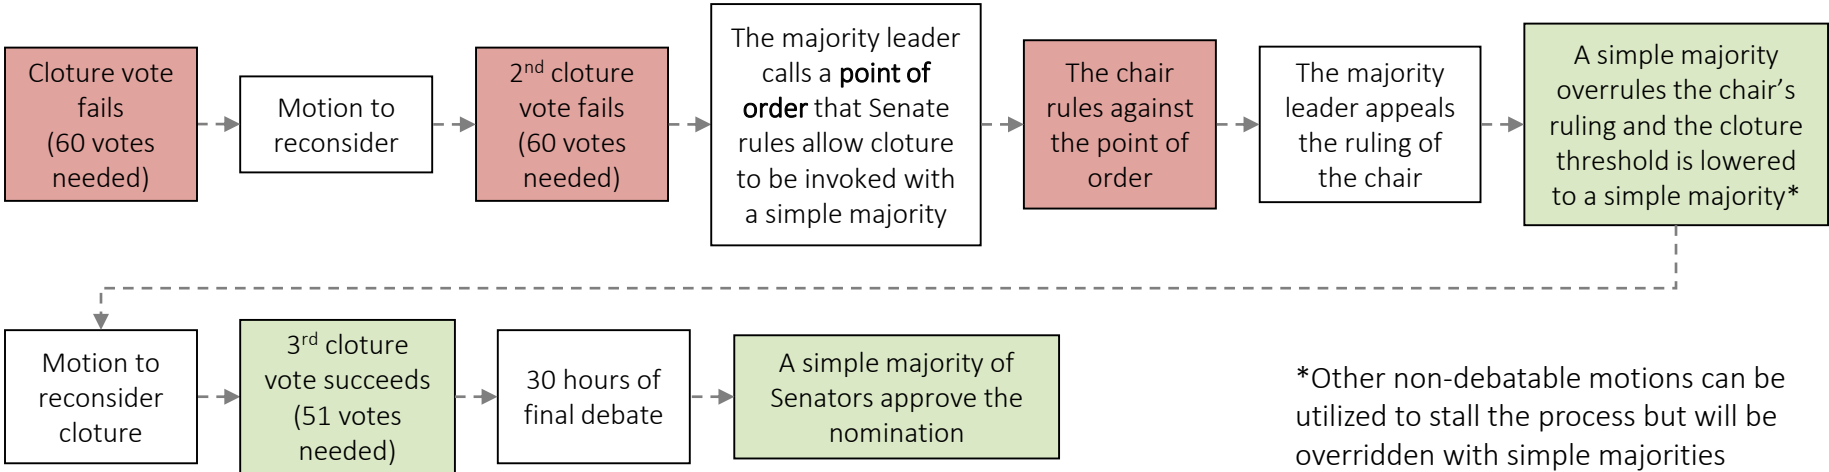 Cloture vote
fails
(60 votes
needed)
Motion to
reconsider
2nd cloture
vote fails
(60 votes
needed)
The majority leader
calls a point of
order that Senate
rules allow cloture
to be invoked with
a simple majority
The chair
rules against
the point of
order
The majority
leader appeals
the ruling of
the chair
A simple majority
overrules the chair’s
ruling and the cloture
threshold is lowered
to a simple majority*
Motion to
reconsider
cloture
3rd cloture
vote succeeds
(51 votes
needed)
30 hours of
final debate
A simple majority of
Senators approve the
nomination
*Other non-debatable motions can be
utilized to stall the process but will be
overridden with simple majorities